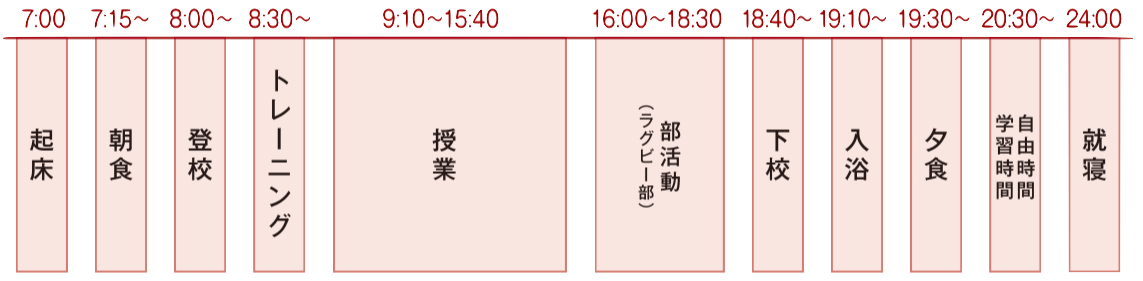 7:00
7:15~
8:00~
8:30~
9:10~15:40
16:00~18:30
18:40~
19:10~
19:30~
20:30~
24:00
起床
朝食
登校
トレーニング
授業
部活動
(ラグビー部)
下校
入浴
夕食
自由時間
学習時間
就寝